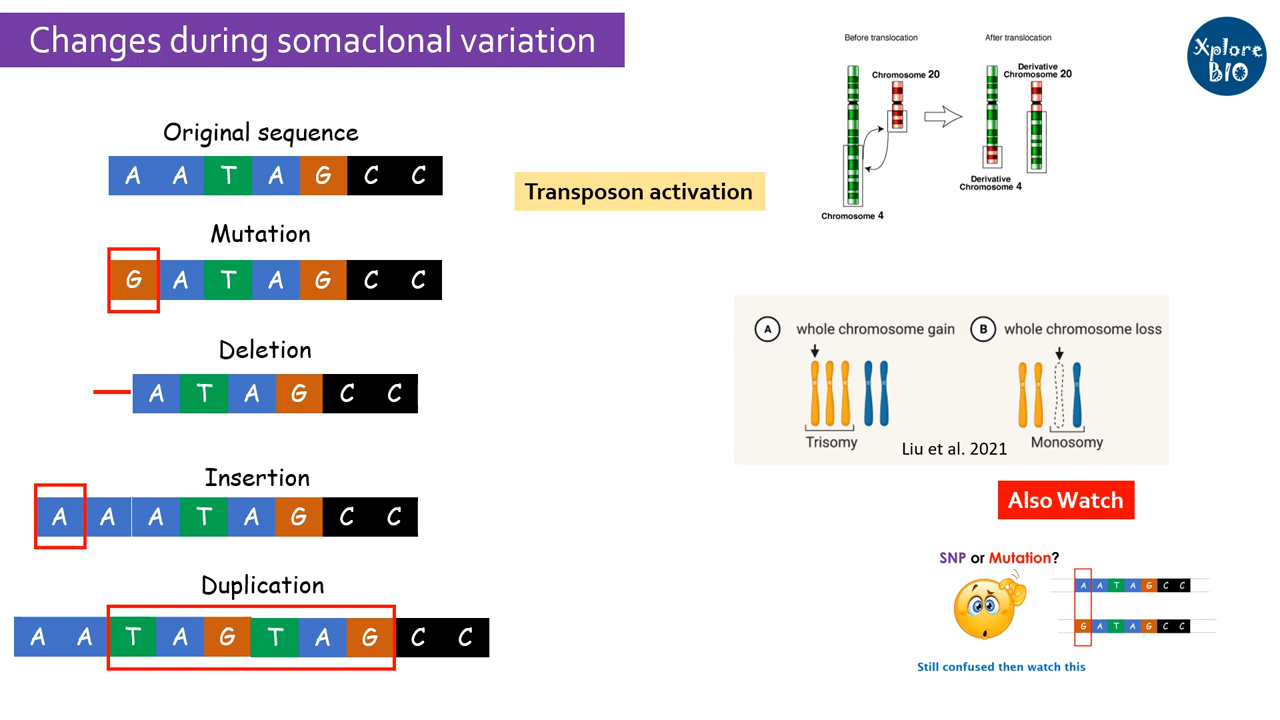 Changes during somaclonal variation
Xplore
BIO
Original sequence
A A T A G C C
Mutation
G A T A G C C
Deletion
A T A G C C
Insertion
A A A T A G C C
Duplication
A A T A G T A G C C
Transposon activation
Before translocation
After translocation
Chromosome 20
Derivative
Chromosome 20
Derivative
Chromosome 4
Chromosome 4
A whole chromosome gain
B whole chromosome loss
Trisomy
Monosomy
Liu et al. 2021
Also Watch
SNP or Mutation?
A A T A G C C
G A T A G C C
Still confused then watch this